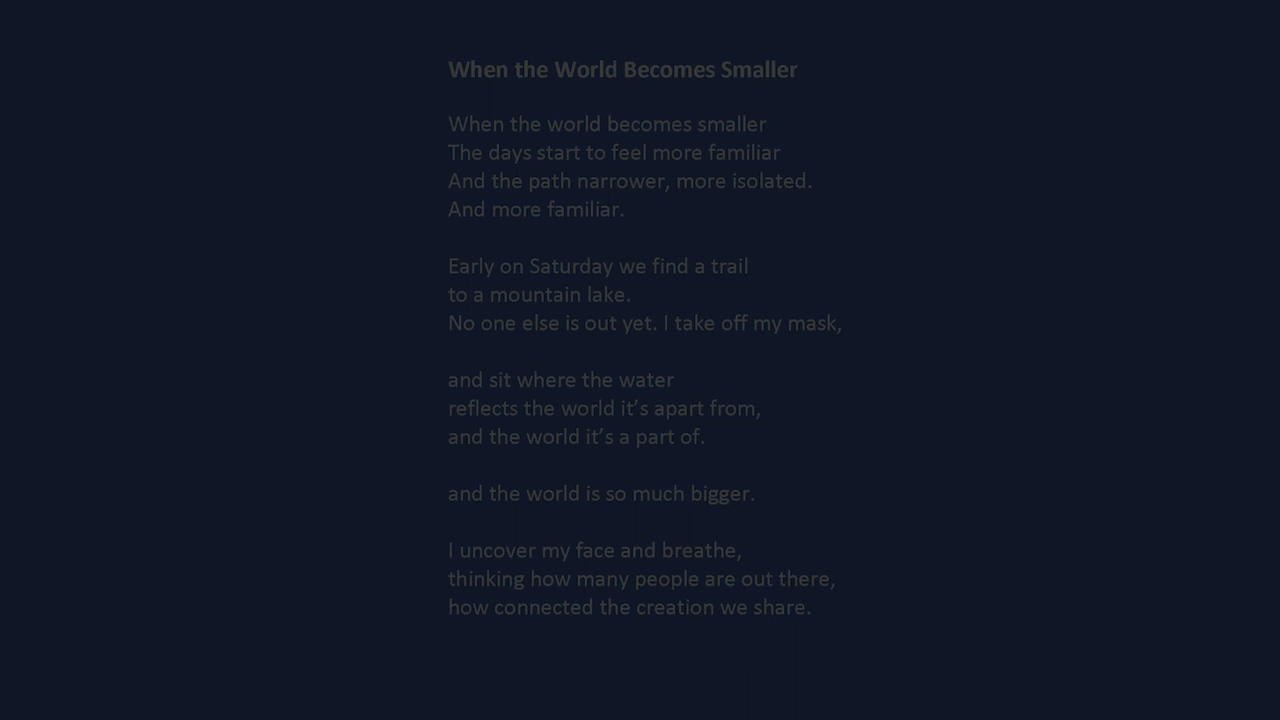 When the World Becomes Smaller
When the world becomes smaller
The days start to feel more familiar
And the path narrower, more isolated.
And more familiar.
Early on Saturday we find a trail
to a mountain lake.
No one else is out yet. I take off my mask,
and sit where the water
reflects the world it’s apart from,
and the world it’s a part of.
and the world is so much bigger.
I uncover my face and breathe,
thinking how many people are out there,
how connected the creation we share.